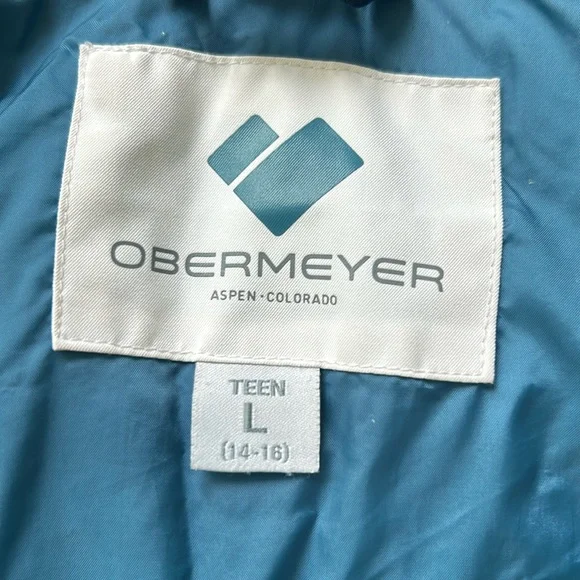 OBERMEYER
ASPEN · COLORADO
TEEN
L
(14-16)